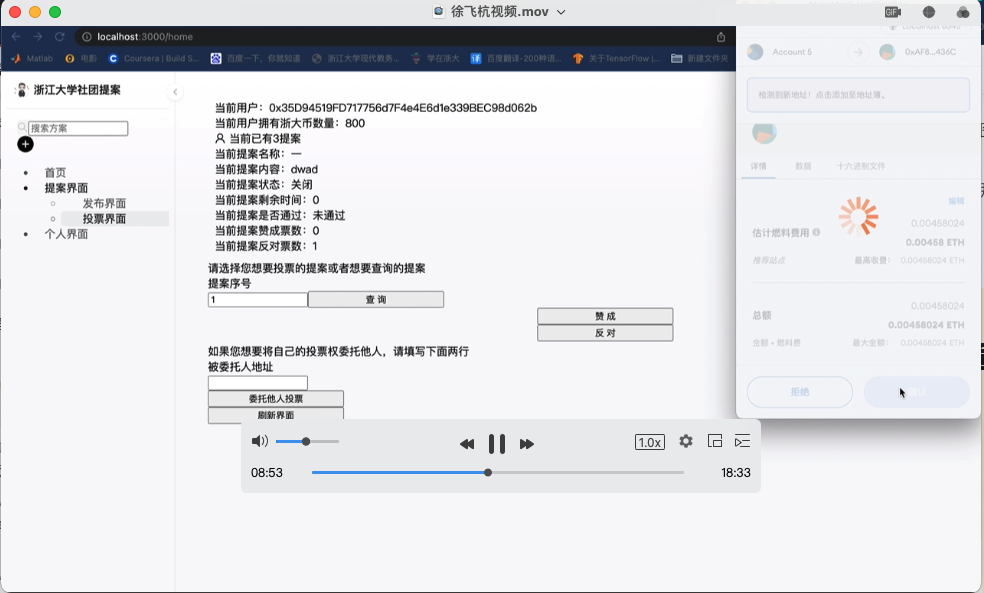 徐飞杭视频.mov
GIF
localhost:3000/home
Matlab
电影
Coursera | Build S...
百度一下，你就知道
浙江大学现代教务...
学在浙大
百度翻译-200种语...
关于TensorFlow |...
新建文件夹
浙江大学社团提案
搜索方案
首页
提案界面
发布界面
投票界面
个人界面
当前用户：0x35D94519FD717756d7F4e4E6d1e339BEC98d062b
当前用户拥有浙大币数量：800
当前已有3提案
当前提案名称：一
当前提案内容：dwad
当前提案状态：关闭
当前提案剩余时间：0
当前提案是否通过：未通过
当前提案赞成票数：0
当前提案反对票数：1
请选择您想要投票的提案或者想要查询的提案
提案序号
1
查 询
赞 成
反 对
如果您想要将自己的投票权委托他人，请填写下面两行
被委托人地址
委托他人投票
刷新界面
Account 5
0xAF8...436C
检测到新地址！点击添加至地址簿。
详情 数据 十六进制文件
编辑
估计燃料费用
0.00458024
0.00458 ETH
推荐站点
最高收费： 0.00458024 ETH
总额
0.00458024
0.00458024 ETH
金额 + 燃料费
最大金额： 0.00458024 ETH
拒绝
1.0x
08:53
18:33